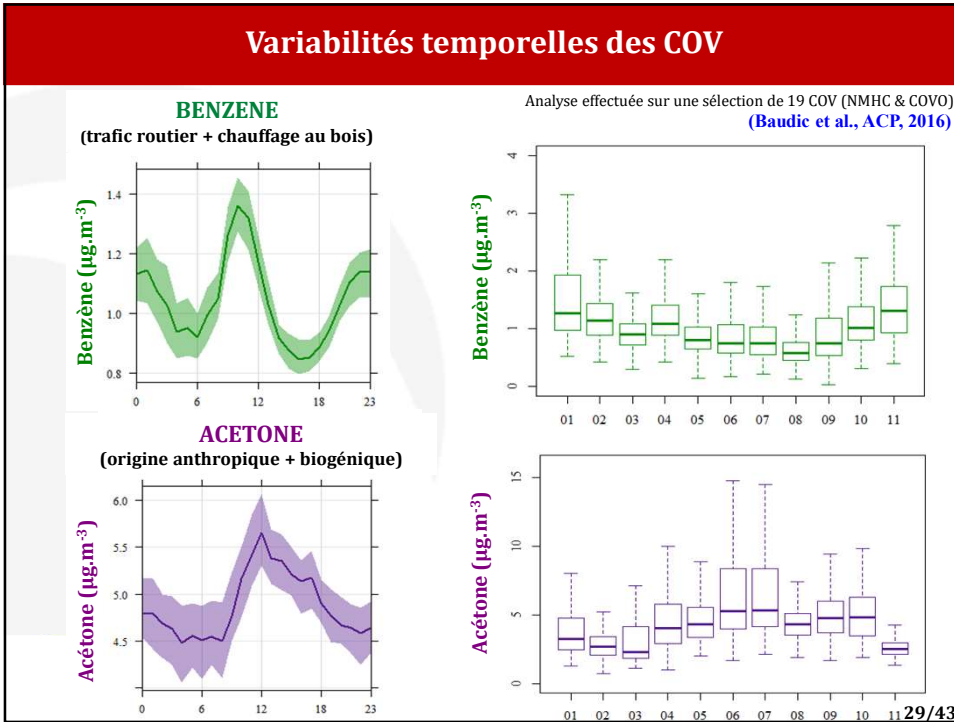 Variabilités temporelles des COV
BENZENE
(trafic routier + chauffage au bois)
Benzène (µg.m-3)
1.4
1.2
1.0
0.8
0 6 12 18 23
Analyse effectuée sur une sélection de 19 COV (NMHC & COVO)
(Baudic et al., ACP, 2016)
Benzène (µg.m-3)
4
3
2
1
0
01 02 03 04 05 06 07 08 09 10 11
ACETONE
(origine anthropique + biogénique)
Acétone (µg.m-3)
6.0
5.5
5.0
4.5
0 6 12 18 23
Acétone (µg.m-3)
15
10
5
0
01 02 03 04 05 06 07 08 09 10 11
29/43